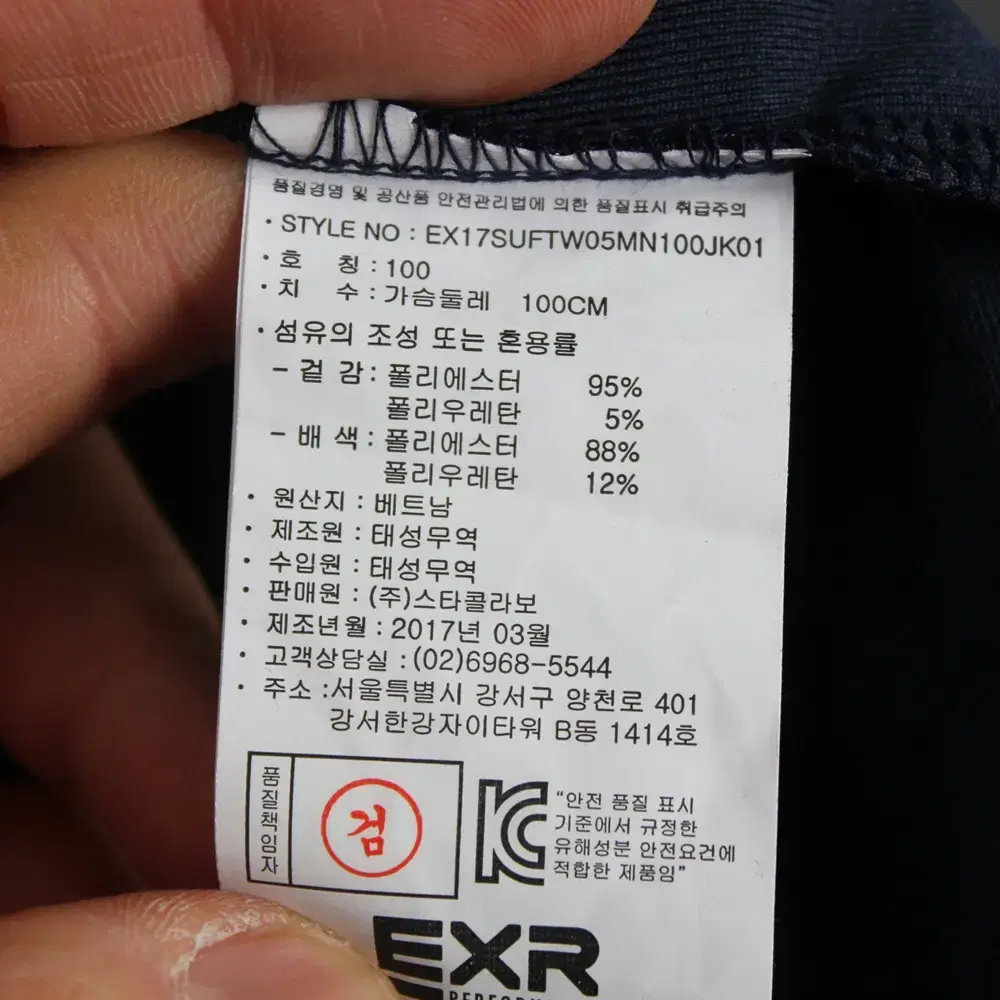 품질경영 및 공산품 안전관리법에 의한 품질표시 취급주의
· STYLE NO : EX17SUFTW05MN100JK01
· 호 칭 : 100
· 치 수 : 가슴둘레 100CM
· 섬유의 조성 또는 혼용률
- 겉 감 : 폴리에스터 95%
폴리우레탄 5%
- 배 색 : 폴리에스터 88%
폴리우레탄 12%
· 원산지 : 베트남
· 제조원 : 태성무역
· 수입원 : 태성무역
· 판매원 : (주)스타콜라보
· 제조년월 : 2017년 03월
· 고객상담실 : (02)6968-5544
· 주소 : 서울특별시 강서구 양천로 401
강서한강자이타워 B동 1414호
품질책임자
검
KC
“안전 품질 표시
기준에서 규정한
유해성분 안전요건에
적합한 제품임”
EXR